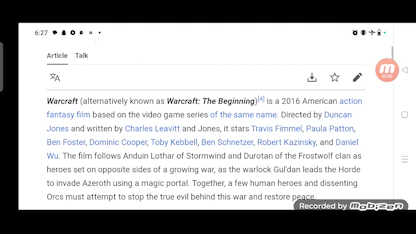 6:27
Article Talk
Warcraft (alternatively known as Warcraft: The Beginning)[4] is a 2016 American action
fantasy film based on the video game series of the same name. Directed by Duncan
Jones and written by Charles Leavitt and Jones, it stars Travis Fimmel, Paula Patton,
Ben Foster, Dominic Cooper, Toby Kebbell, Ben Schnetzer, Robert Kazinsky, and Daniel
Wu. The film follows Anduin Lothar of Stormwind and Durotan of the Frostwolf clan as
heroes set on opposite sides of a growing war, as the warlock Gul'dan leads the Horde
to invade Azeroth using a magic portal. Together, a few human heroes and dissenting
Orcs must attempt to stop the true evil behind this war and restore peace.
Recorded by Mobizen